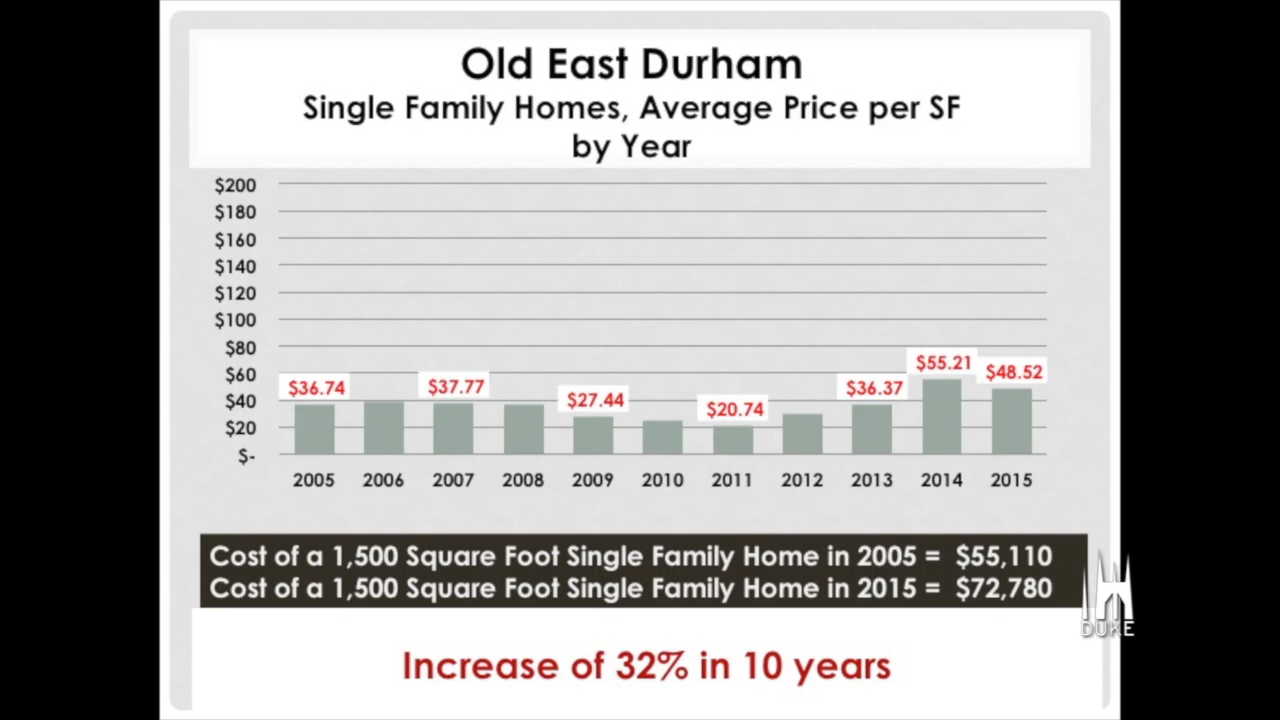 Old East Durham
Single Family Homes, Average Price per SF
by Year
$200
$180
$160
$140
$120
$100
$80
$60
$40
$20
$-
$36.74
$37.77
$27.44
$20.74
$36.37
$55.21
$48.52
2005 2006 2007 2008 2009 2010 2011 2012 2013 2014 2015
Cost of a 1,500 Square Foot Single Family Home in 2005 = $55,110
Cost of a 1,500 Square Foot Single Family Home in 2015 = $72,780
DUKE
Increase of 32% in 10 years